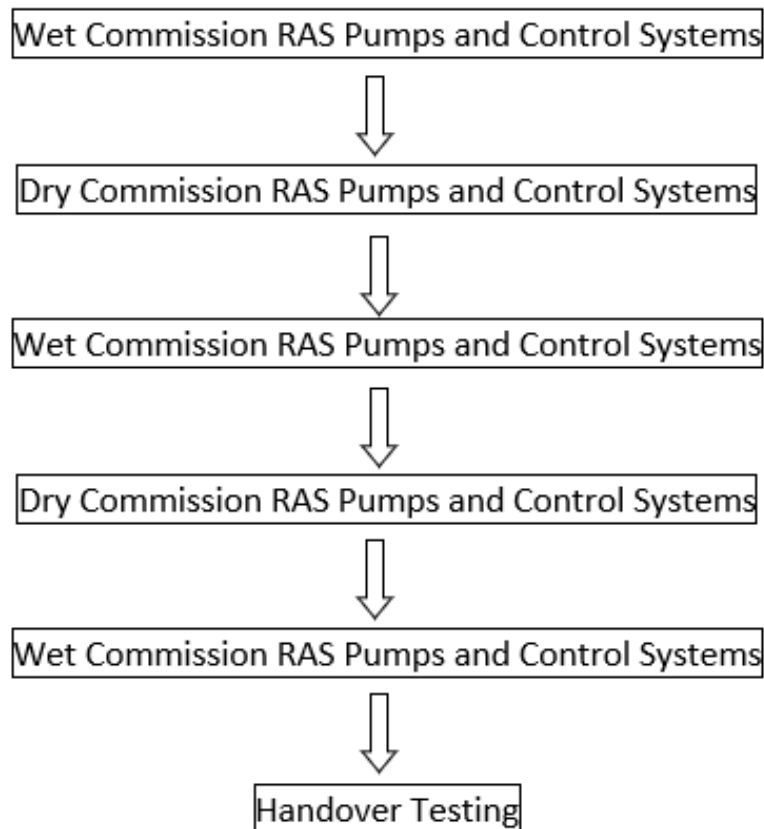 Wet Commission RAS Pumps and Control Systems
Dry Commission RAS Pumps and Control Systems
Wet Commission RAS Pumps and Control Systems
Dry Commission RAS Pumps and Control Systems
Wet Commission RAS Pumps and Control Systems
Handover Testing